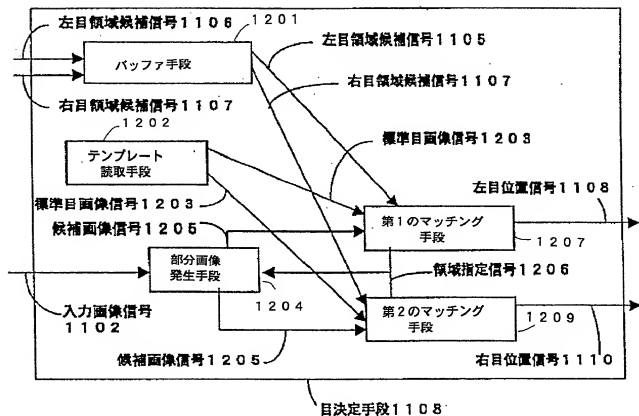 左目領域候補信号1106
1201
左目領域候補信号1105
バッファ手段
右目領域候補信号1107
右目領域候補信号1107
1202
標準目画像信号1203
テンプレート
読取手段
左目位置信号1108
標準目画像信号1203
候補画像信号1205
第1のマッチング
手段
1207
部分画像
発生手段
領域指定信号1206
1204
入力画像信号
1102
第2のマッチング
手段
1209
候補画像信号1205
右目位置信号1110
目決定手段1108